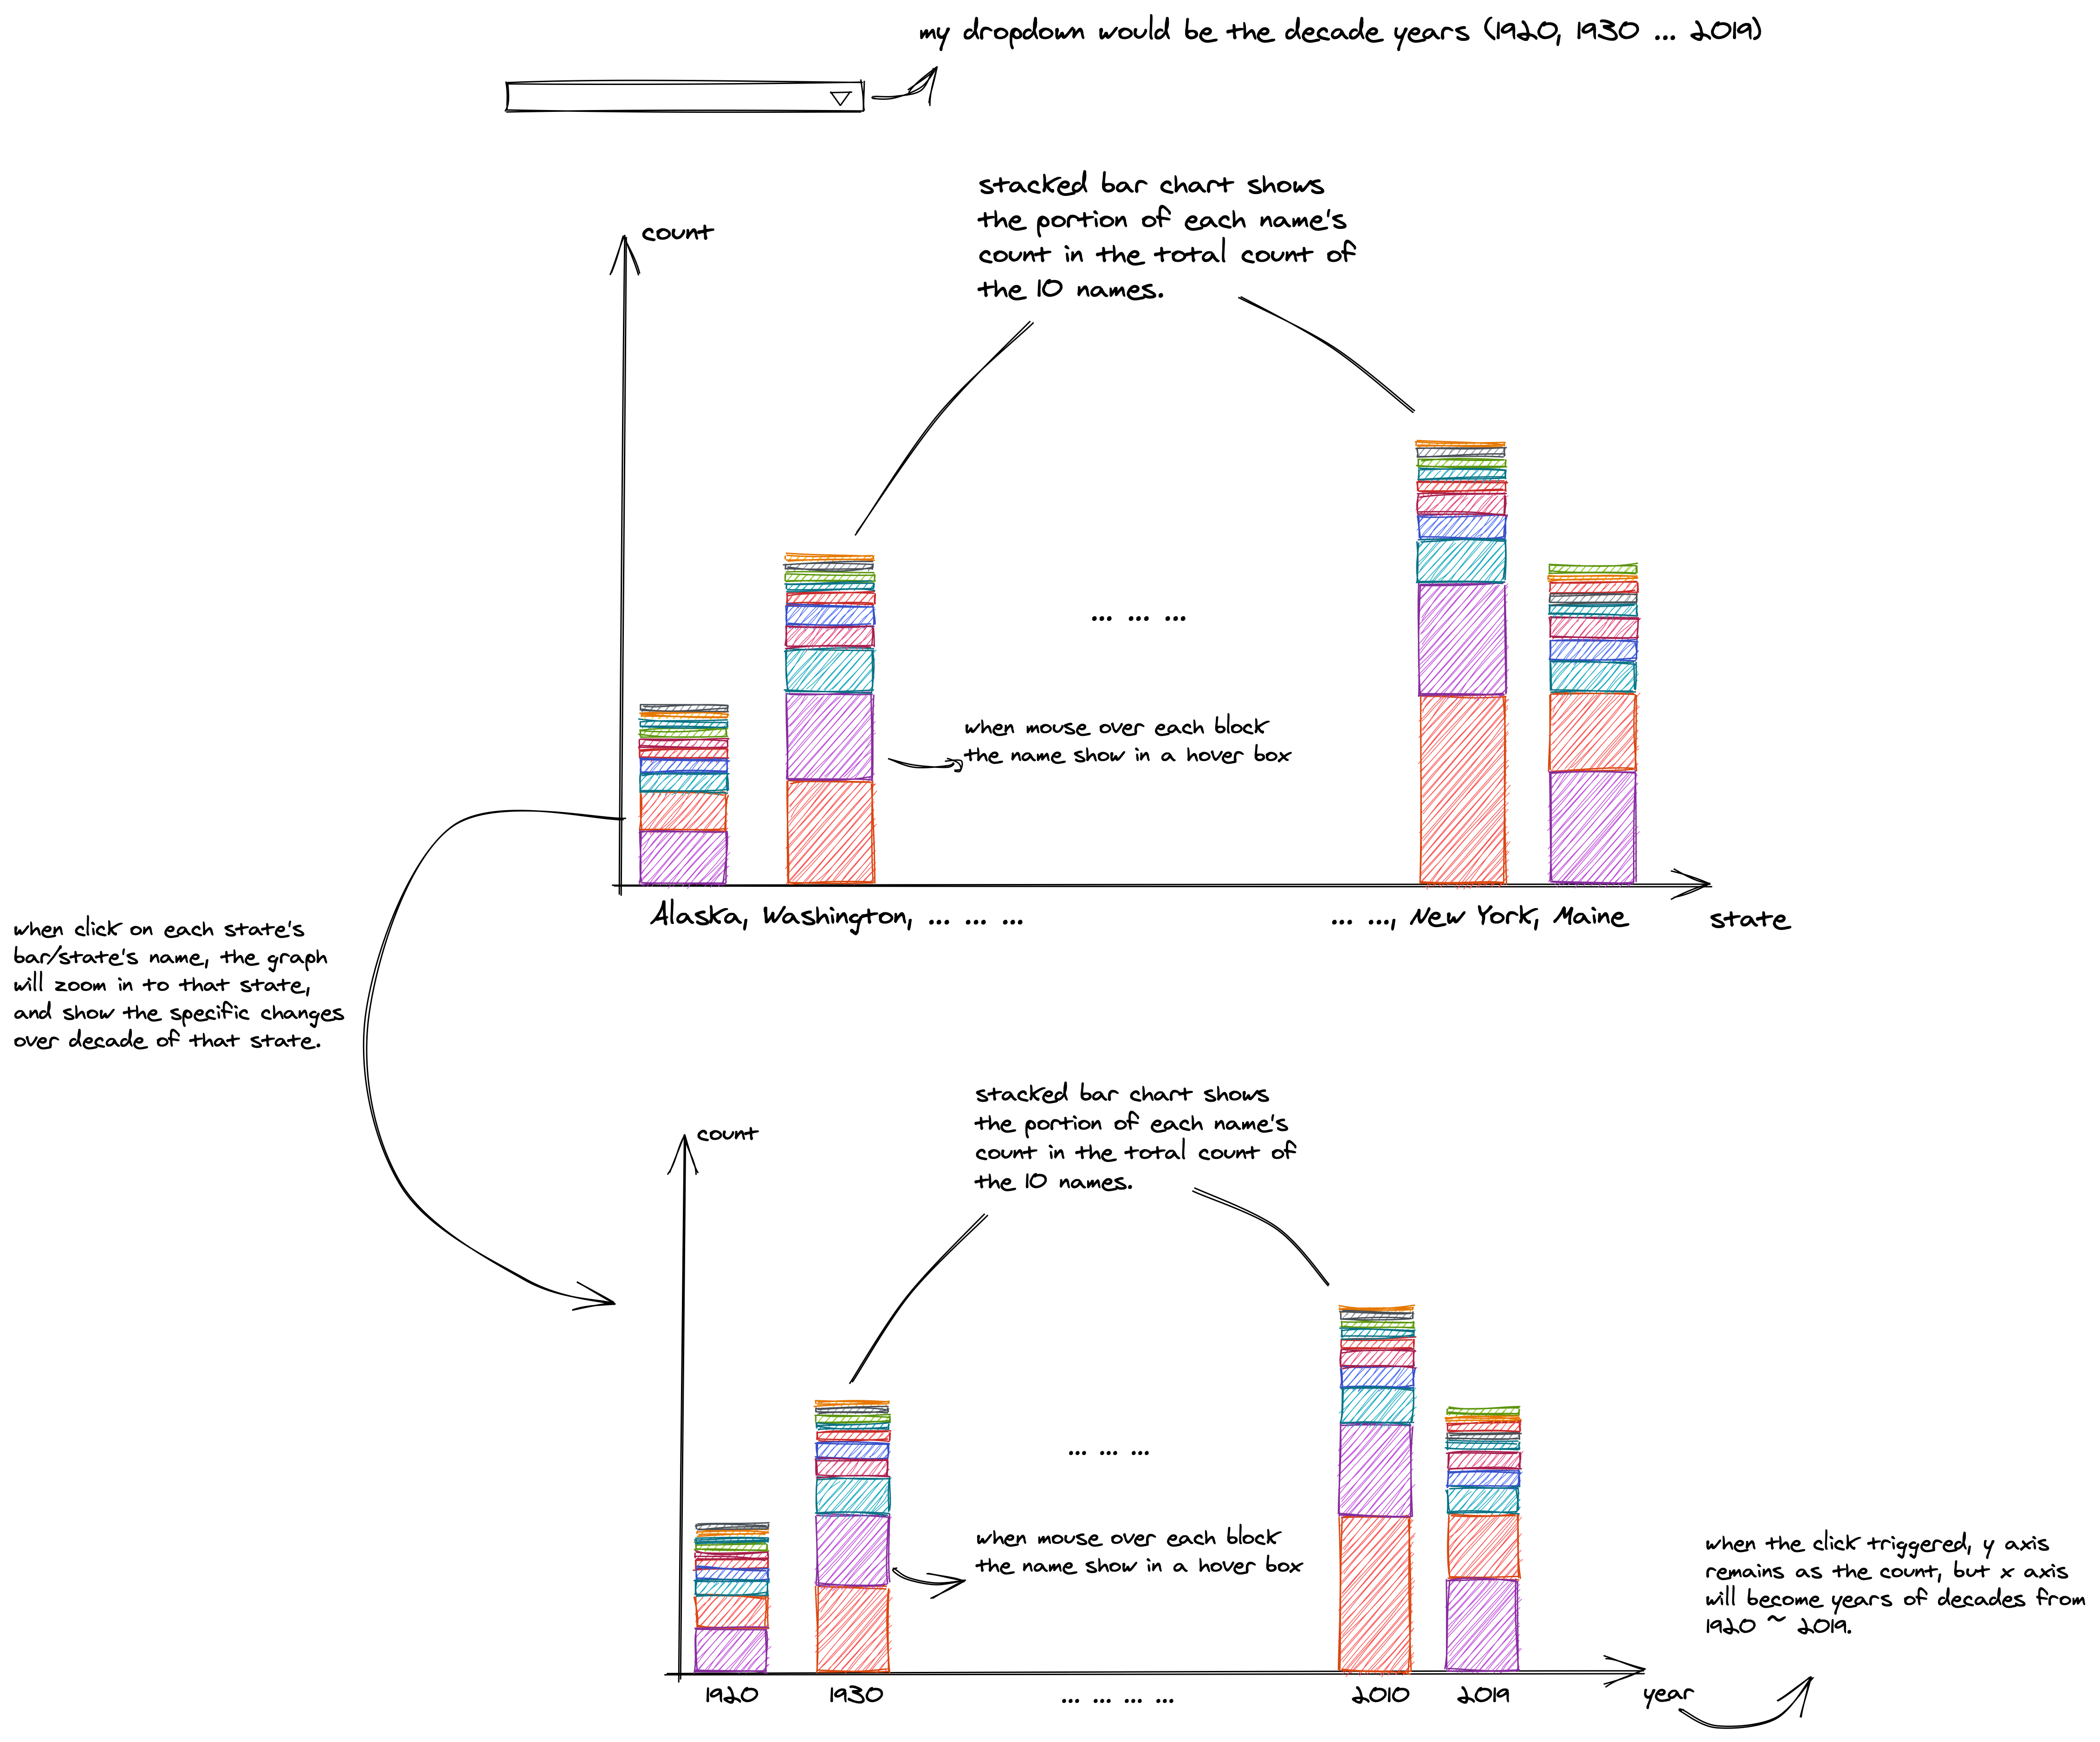 my dropdown would be the decade years (1920, 1930 ... 2019)
stacked bar chart shows
the portion of each name's
count in the total count of
the 10 names.
count
... ... ...
when mouse over each block
the name show in a hover box
Alaska, Washington, ... ... ...
... ..., New York, Maine
state
when click on each state's
bar/state's name, the graph
will zoom in to that state,
and show the specific changes
over decade of that state.
stacked bar chart shows
the portion of each name's
count in the total count of
the 10 names.
count
... ... ...
when mouse over each block
the name show in a hover box
when the click triggered, y axis
remains as the count, but x axis
will become years of decades from
1920 ~ 2019.
1920
1930
... ... ... ...
2010
2019
year